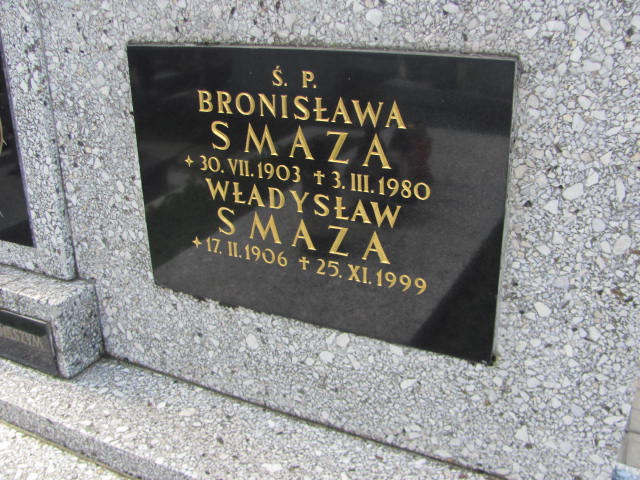 Ś. P.
BRONISŁAWA
SMAZA
✦ 30.VII.1903 ✝ 3.III.1980
WŁADYSŁAW
SMAZA
✦ 17.II.1906 ✝ 25.XI.1999